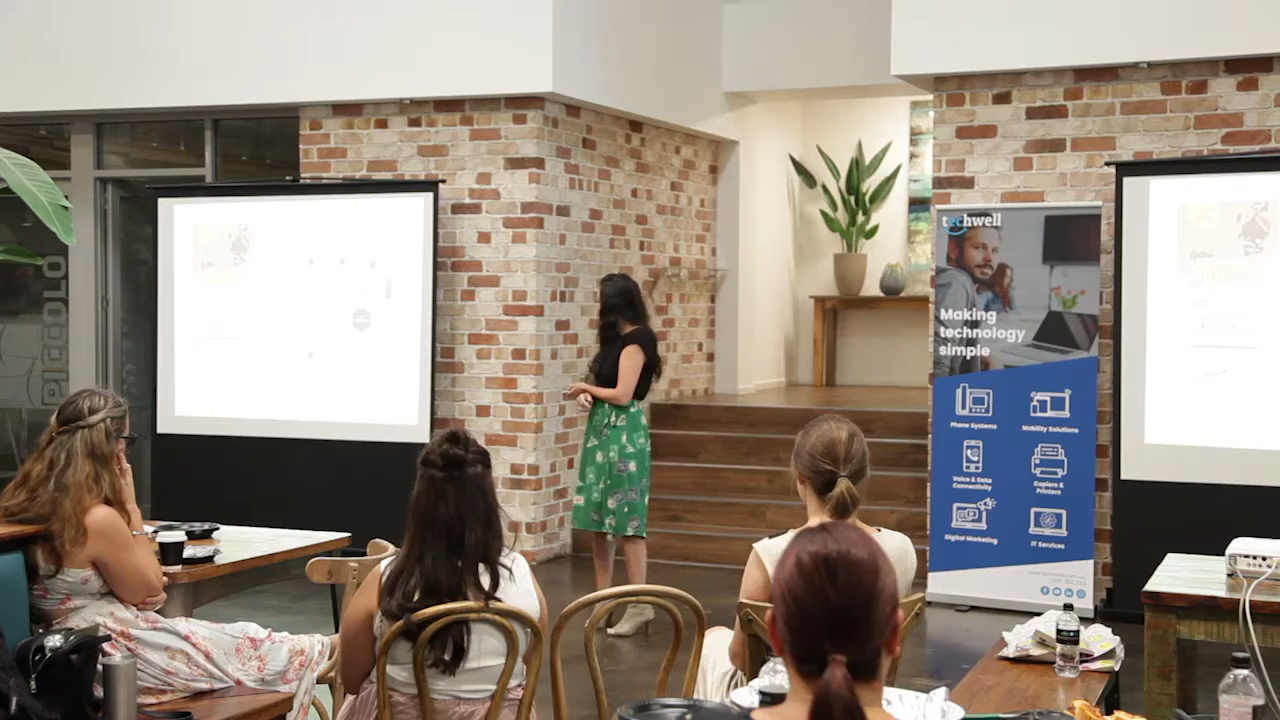 PICCOLO
techwell
Making
technology
simple
Phone Systems
Mobility Solutions
Voice & Data
Connectivity
Copiers &
Printers
Digital Marketing
IT Services